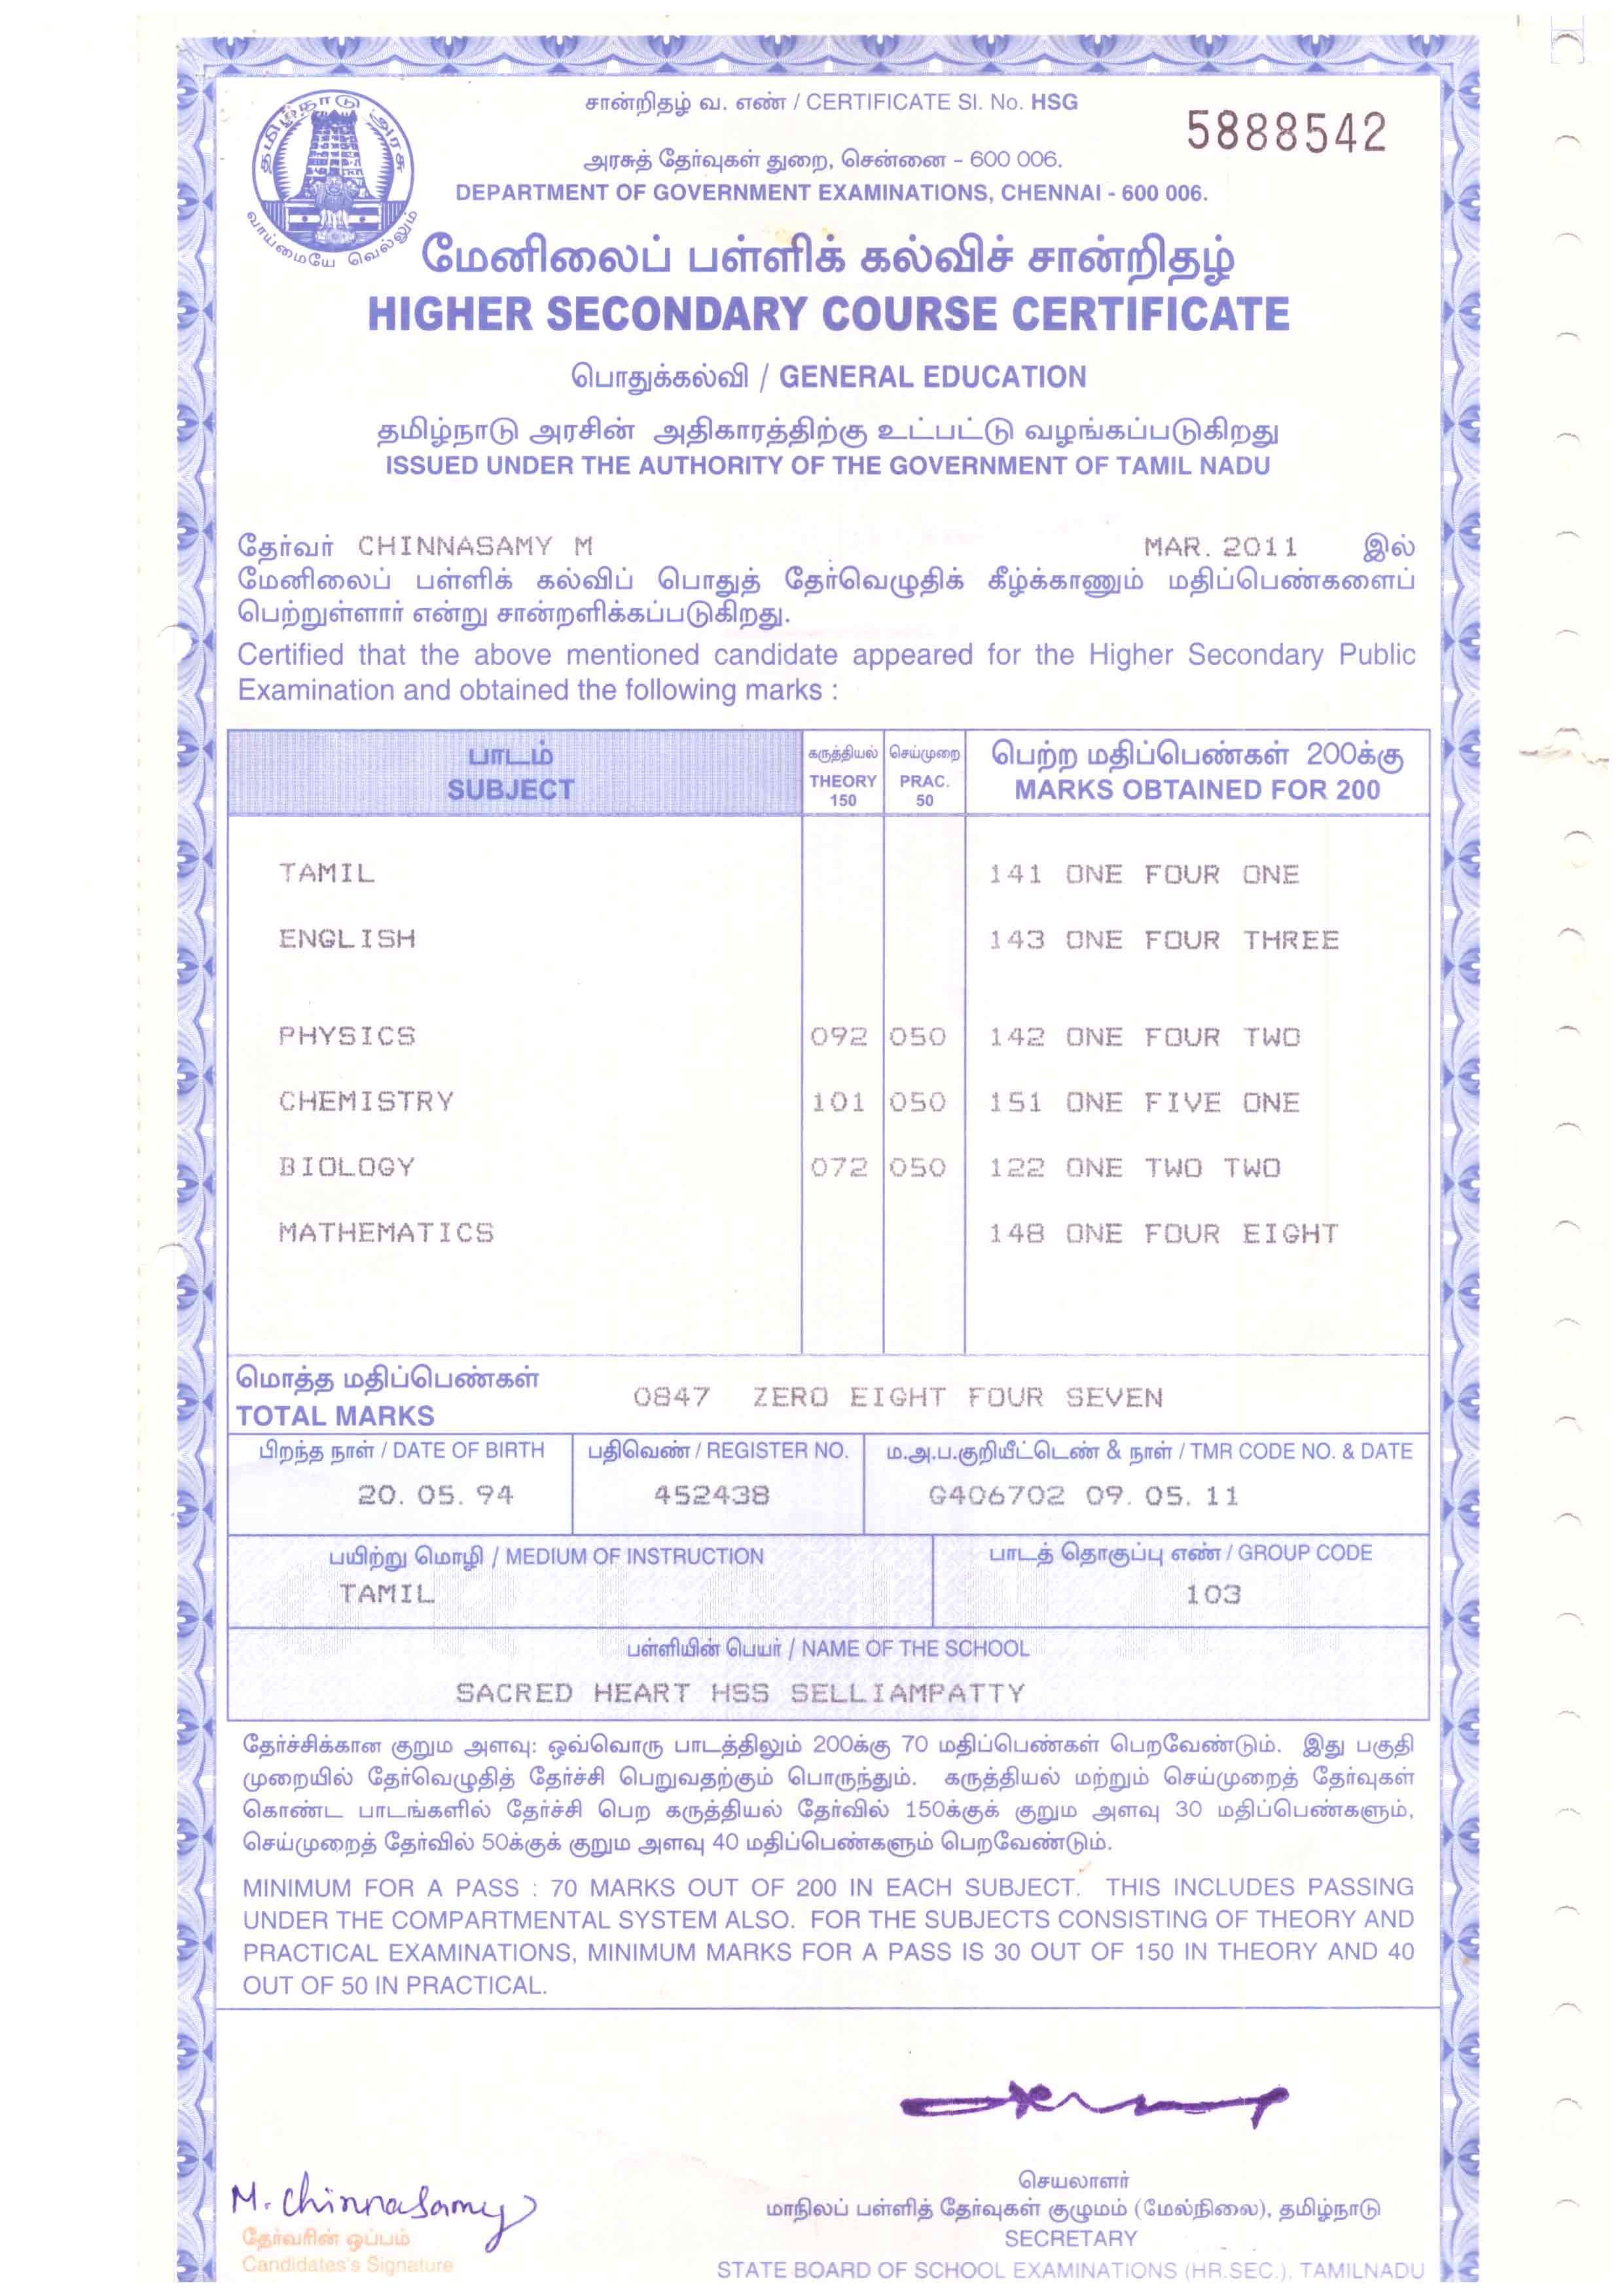 தமிழ்நாடு அரசு
வாய்மையே வெல்லும்
சான்றிதழ் வ. எண் / CERTIFICATE Sl. No. HSG
5888542
அரசுத் தேர்வுகள் துறை, சென்னை - 600 006.
DEPARTMENT OF GOVERNMENT EXAMINATIONS, CHENNAI - 600 006.
மேனிலைப் பள்ளிக் கல்விச் சான்றிதழ்
HIGHER SECONDARY COURSE CERTIFICATE
பொதுக்கல்வி / GENERAL EDUCATION
தமிழ்நாடு அரசின் அதிகாரத்திற்கு உட்பட்டு வழங்கப்படுகிறது
ISSUED UNDER THE AUTHORITY OF THE GOVERNMENT OF TAMIL NADU
தேர்வர் CHINNASAMY M MAR. 2011 இல்
மேனிலைப் பள்ளிக் கல்விப் பொதுத் தேர்வெழுதிக் கீழ்க்காணும் மதிப்பெண்களைப்
பெற்றுள்ளார் என்று சான்றளிக்கப்படுகிறது.
Certified that the above mentioned candidate appeared for the Higher Secondary Public
Examination and obtained the following marks :
பாடம் கருத்தியல் செய்முறை பெற்ற மதிப்பெண்கள் 200க்கு
SUBJECT THEORY PRAC. MARKS OBTAINED FOR 200
150 50
TAMIL 141 ONE FOUR ONE
ENGLISH 143 ONE FOUR THREE
PHYSICS 092 050 142 ONE FOUR TWO
CHEMISTRY 101 050 151 ONE FIVE ONE
BIOLOGY 072 050 122 ONE TWO TWO
MATHEMATICS 148 ONE FOUR EIGHT
மொத்த மதிப்பெண்கள்
TOTAL MARKS 0847 ZERO EIGHT FOUR SEVEN
பிறந்த நாள் / DATE OF BIRTH பதிவெண் / REGISTER NO. ம.அ.ப.குறியீட்டெண் & நாள் / TMR CODE NO. & DATE
20. 05. 94 452438 G406702 09. 05. 11
பயிற்று மொழி / MEDIUM OF INSTRUCTION பாடத் தொகுப்பு எண் / GROUP CODE
TAMIL 103
பள்ளியின் பெயர் / NAME OF THE SCHOOL
SACRED HEART HSS SELLIAMPATTY
தேர்ச்சிக்கான குறும அளவு: ஒவ்வொரு பாடத்திலும் 200க்கு 70 மதிப்பெண்கள் பெறவேண்டும். இது பகுதி
முறையில் தேர்வெழுதித் தேர்ச்சி பெறுவதற்கும் பொருந்தும். கருத்தியல் மற்றும் செய்முறைத் தேர்வுகள்
கொண்ட பாடங்களில் தேர்ச்சி பெற கருத்தியல் தேர்வில் 150க்குக் குறும அளவு 30 மதிப்பெண்களும்,
செய்முறைத் தேர்வில் 50க்குக் குறும அளவு 40 மதிப்பெண்களும் பெறவேண்டும்.
MINIMUM FOR A PASS : 70 MARKS OUT OF 200 IN EACH SUBJECT. THIS INCLUDES PASSING
UNDER THE COMPARTMENTAL SYSTEM ALSO. FOR THE SUBJECTS CONSISTING OF THEORY AND
PRACTICAL EXAMINATIONS, MINIMUM MARKS FOR A PASS IS 30 OUT OF 150 IN THEORY AND 40
OUT OF 50 IN PRACTICAL.
M. Chinnasamy
தேர்வரின் ஒப்பம்
Candidates's Signature
செயலாளர்
மாநிலப் பள்ளித் தேர்வுகள் குழுமம் (மேல்நிலை), தமிழ்நாடு
SECRETARY
STATE BOARD OF SCHOOL EXAMINATIONS (HR.SEC.), TAMILNADU